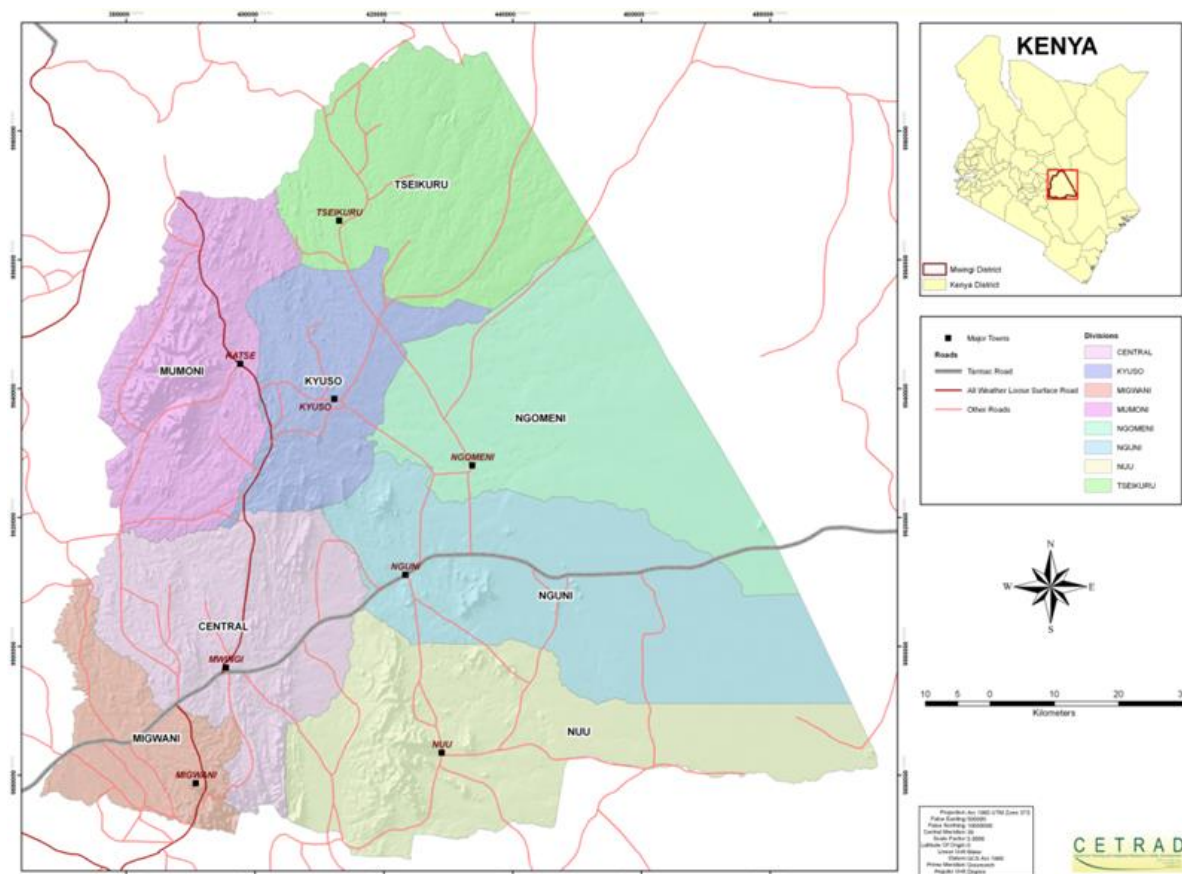 TSEIKURU
TSEIKURU
KATSE
MUMONI
KYUSO
KYUSO
NGOMENI
NGOMENI
NGUNI
NGUNI
CENTRAL
MWINGI
MIGWANI
MIGWANI
NUU
NUU
KENYA
Mwingi District
Kenya District
Major Towns
Roads
Tarmac Road
All Weather Loose Surface Road
Other Roads
Divisions
CENTRAL
KYUSO
MIGWANI
MUMONI
NGOMENI
NGUNI
NUU
TSEIKURU
N
W E
S
10 5 0 10 20
Kilometers
CETRAD